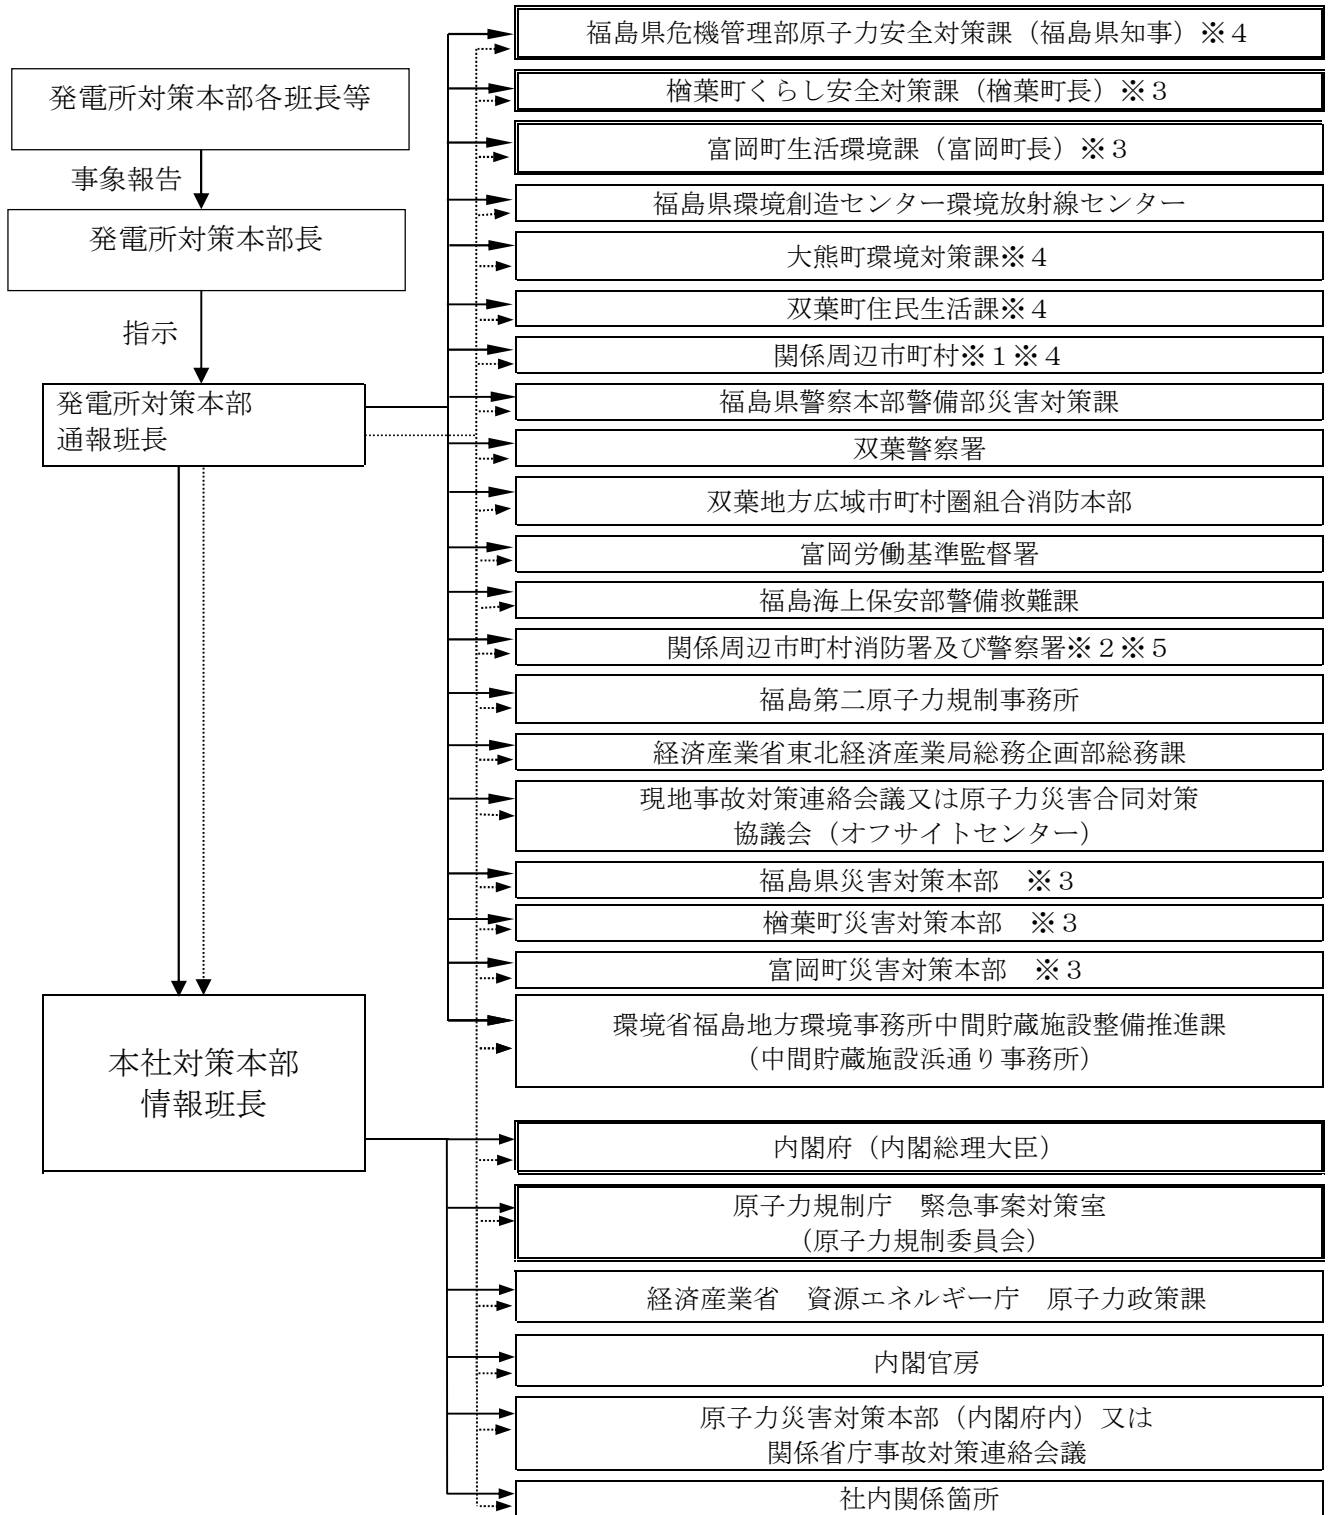 発電所対策本部各班長等
事象報告
発電所対策本部長
指示
発電所対策本部
通報班長
本社対策本部
情報班長
福島県危機管理部原子力安全対策課（福島県知事）※４
楢葉町くらし安全対策課（楢葉町長）※３
富岡町生活環境課（富岡町長）※３
福島県環境創造センター環境放射線センター
大熊町環境対策課※４
双葉町住民生活課※４
関係周辺市町村※１※４
福島県警察本部警備部災害対策課
双葉警察署
双葉地方広域市町村圏組合消防本部
富岡労働基準監督署
福島海上保安部警備救難課
関係周辺市町村消防署及び警察署※２※５
福島第二原子力規制事務所
経済産業省東北経済産業局総務企画部総務課
現地事故対策連絡会議又は原子力災害合同対策
協議会（オフサイトセンター）
福島県災害対策本部　※３
楢葉町災害対策本部　※３
富岡町災害対策本部　※３
環境省福島地方環境事務所中間貯蔵施設整備推進課
（中間貯蔵施設浜通り事務所）
内閣府（内閣総理大臣）
原子力規制庁　緊急事案対策室
（原子力規制委員会）
経済産業省　資源エネルギー庁　原子力政策課
内閣官房
原子力災害対策本部（内閣府内）又は
関係省庁事故対策連絡会議
社内関係箇所